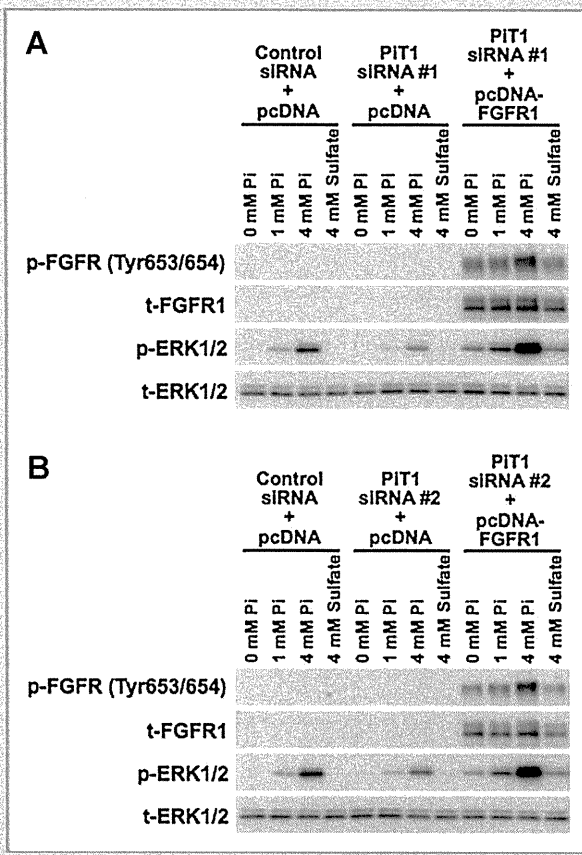 A
Control
siRNA
+
pcDNA
PiT1
siRNA #1
+
pcDNA
PiT1
siRNA #1
+
pcDNA-
FGFR1
0 mM Pi
1 mM Pi
4 mM Pi
4 mM Sulfate
0 mM Pi
1 mM Pi
4 mM Pi
4 mM Sulfate
0 mM Pi
1 mM Pi
4 mM Pi
4 mM Sulfate
p-FGFR (Tyr653/654)
t-FGFR1
p-ERK1/2
t-ERK1/2
B
Control
siRNA
+
pcDNA
PiT1
siRNA #2
+
pcDNA
PiT1
siRNA #2
+
pcDNA-
FGFR1
0 mM Pi
1 mM Pi
4 mM Pi
4 mM Sulfate
0 mM Pi
1 mM Pi
4 mM Pi
4 mM Sulfate
0 mM Pi
1 mM Pi
4 mM Pi
4 mM Sulfate
p-FGFR (Tyr653/654)
t-FGFR1
p-ERK1/2
t-ERK1/2